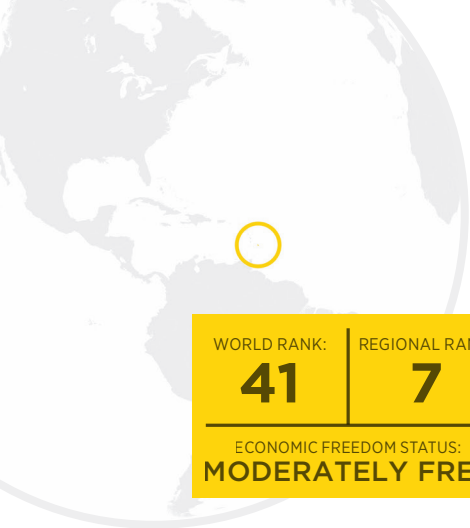 WORLD RANK:
41
REGIONAL RAN
7
ECONOMIC FREEDOM STATUS:
MODERATELY FRE